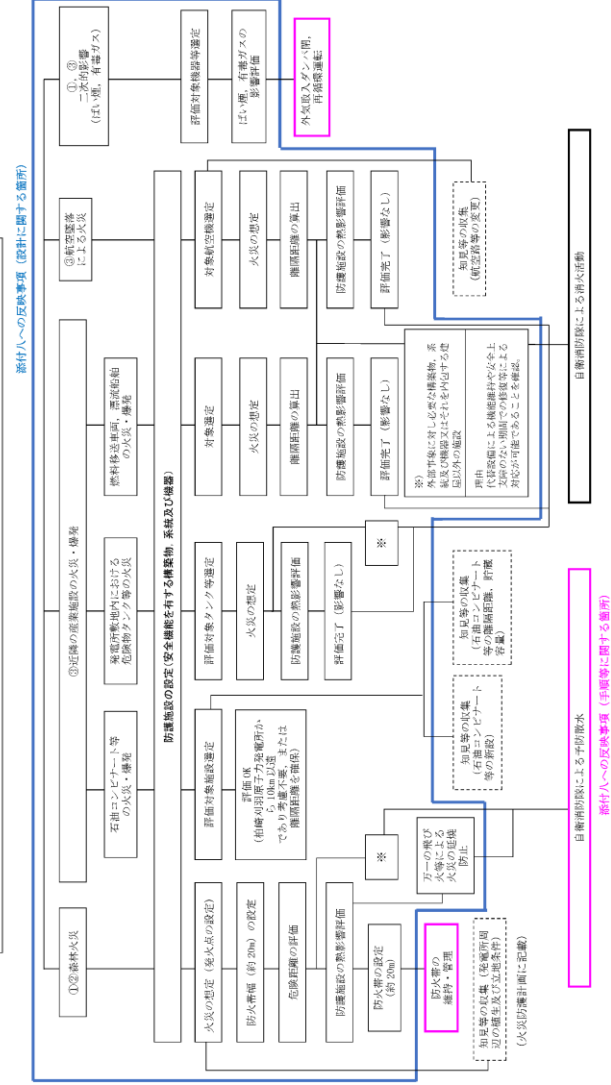 添付八への反映事項（設計に関する箇所）
①②森林火災
②近隣の産業施設の火災・爆発
③航空墜落
による火災
①，③
二次的影響
（ばい煙，有毒ガス）
石油コンビナート等
の火災・爆発
発電所敷地内における
危険物タンク等の火災
燃料移送車両，漂流船舶
の火災・爆発
防護施設の設定（安全機能を有する構築物，系統及び機器）
火災の想定（発火点の設定）
防火帯幅（約 20m）の設定
危険距離の評価
防護施設の熱影響評価
防火帯の設定
（約 20m）
防火帯の
維持・管理
知見等の収集（発電所周
辺の植生及び立地条件）
（火災防護計画に記載）
評価対象施設選定
評価 OK
（柏崎刈羽原子力発電所か
ら 10km 以遠
であり考慮不要，または
離隔距離を確保）
※
万一の飛び
火等による
火災の延焼
防止
知見等の収集
（石油コンビナート
等の新設）
知見等の収集
（石油コンビナート
等の離隔距離，貯蔵
容量）
評価対象タンク等選定
火災の想定
防護施設の熱影響評価
評価完了（影響なし）
※
対象選定
火災の想定
離隔距離の算出
防護施設の熱影響評価
評価完了（影響なし）
※）
外部事象に対し必要な構築物，系
統及び機器又はそれを内包する建
屋以外の施設
理由
代替設備による機能維持や安全上
支障のない期間での修復等による
対応が可能であることを確認。
対象航空機選定
火災の想定
離隔距離の算出
防護施設の熱影響評価
評価完了（影響なし）
知見等の収集
（航空路等の変更）
評価対象機器等選定
ばい煙，有毒ガスの
影響評価
外気取入ダンパ閉，
再循環運転
自衛消防隊による予防散水
自衛消防隊による消火活動
添付八への反映事項（手順等に関する箇所）